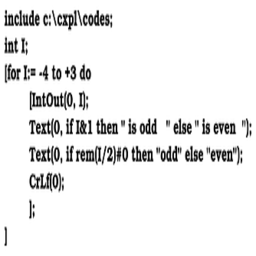 include c:\cxpl\codes;
int I;
[for I:= -4 to +3 do
[IntOut(0, I);
Text(0, if I&1 then " is odd   " else " is even  ");
Text(0, if rem(I/2)#0 then "odd" else "even");
CrLf(0);
];
]